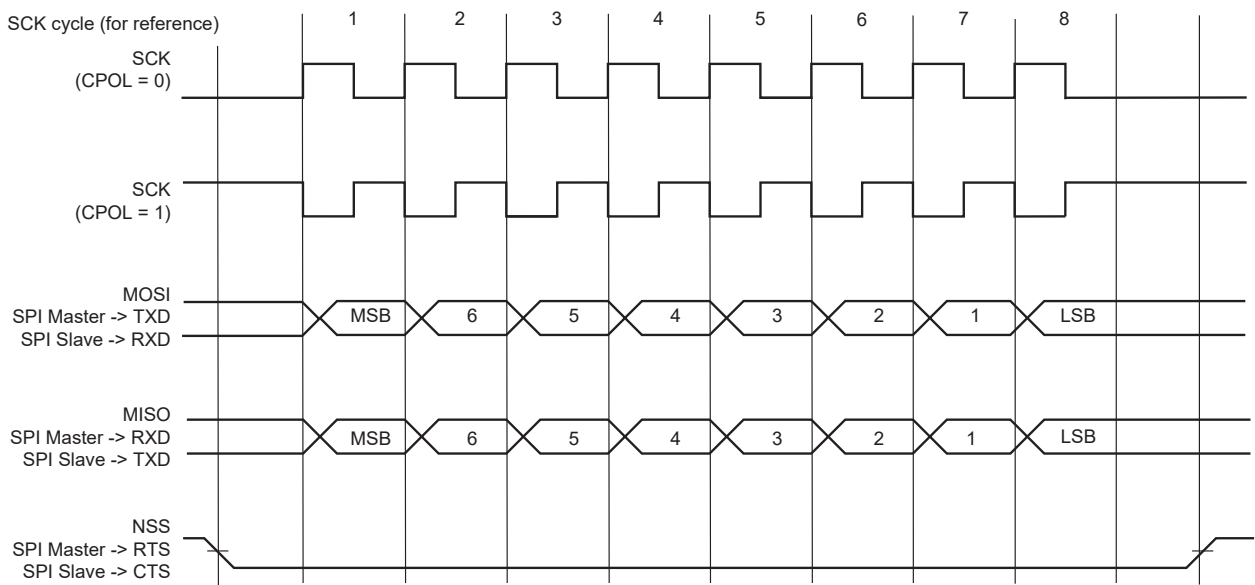 SCK cycle (for reference) 1 2 3 4 5 6 7 8
SCK
(CPOL = 0)
SCK
(CPOL = 1)
MOSI
SPI Master -> TXD MSB 6 5 4 3 2 1 LSB
SPI Slave -> RXD
MISO
SPI Master -> RXD MSB 6 5 4 3 2 1 LSB
SPI Slave -> TXD
NSS
SPI Master -> RTS
SPI Slave -> CTS